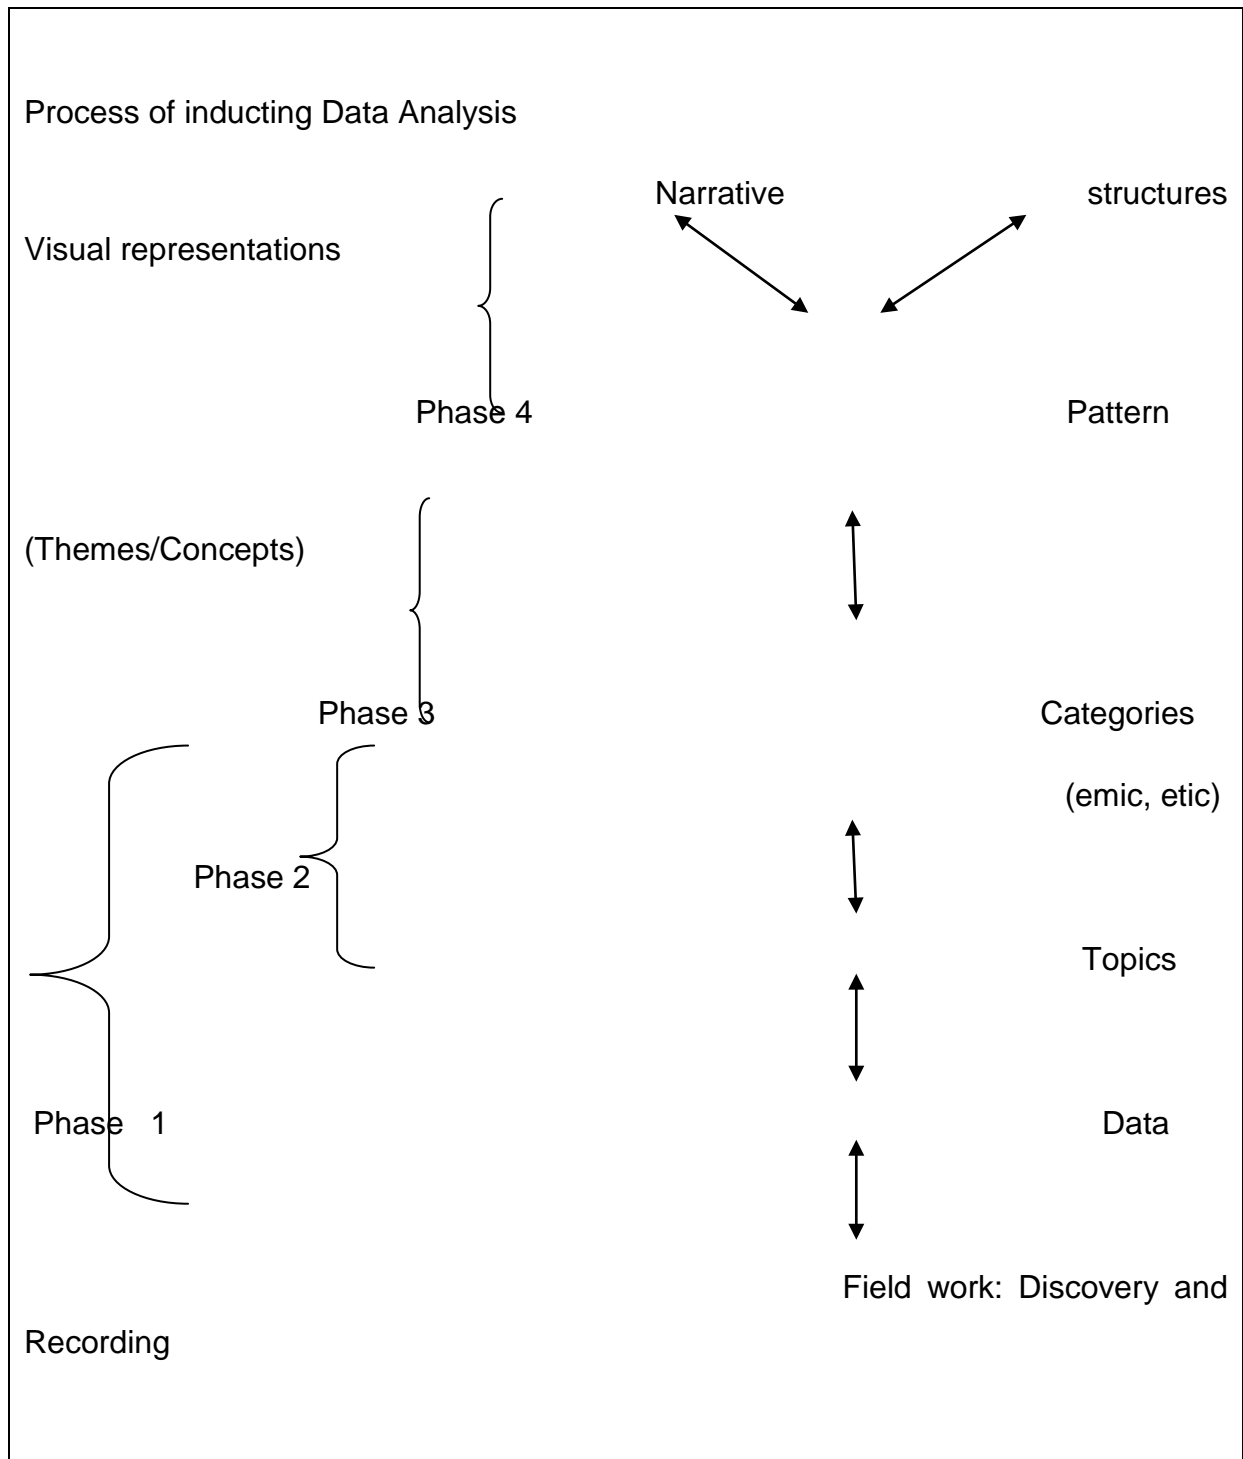 Process of inducting Data Analysis
Narrative structures
Visual representations
Phase 4 Pattern
(Themes/Concepts)
Phase 3 Categories
(emic, etic)
Phase 2
Topics
Phase 1 Data
Field work: Discovery and
Recording